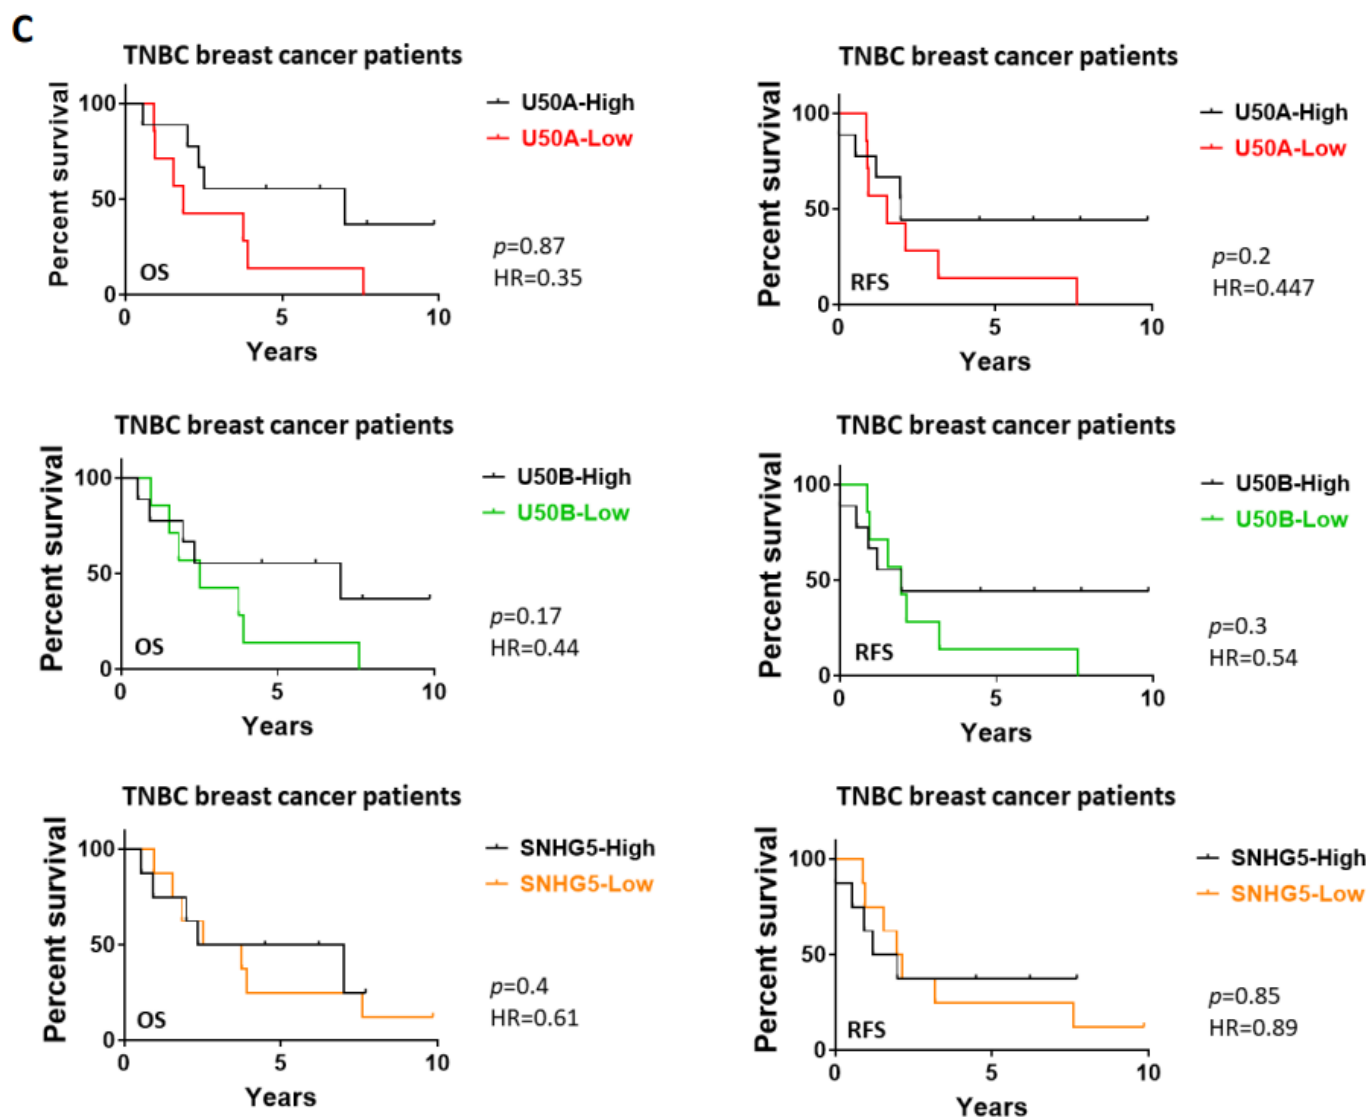 C
TNBC breast cancer patients
Percent survival
100
50
0
OS
0 5 10
Years
U50A-High
U50A-Low
p=0.87
HR=0.35
TNBC breast cancer patients
Percent survival
100
50
0
RFS
0 5 10
Years
U50A-High
U50A-Low
p=0.2
HR=0.447
TNBC breast cancer patients
Percent survival
100
50
0
OS
0 5 10
Years
U50B-High
U50B-Low
p=0.17
HR=0.44
TNBC breast cancer patients
Percent survival
100
50
0
RFS
0 5 10
Years
U50B-High
U50B-Low
p=0.3
HR=0.54
TNBC breast cancer patients
Percent survival
100
50
0
OS
0 5 10
Years
SNHG5-High
SNHG5-Low
p=0.4
HR=0.61
TNBC breast cancer patients
Percent survival
100
50
0
RFS
0 5 10
Years
SNHG5-High
SNHG5-Low
p=0.85
HR=0.89